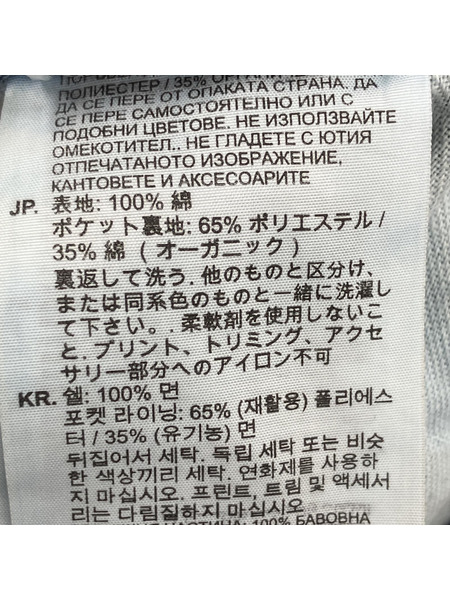 ПОЛИЕСТЕР / 35% ОРГАНИ
ДА СЕ ПЕРЕ ОТ ОПАКАТА СТРАНА. ДА
СЕ ПЕРЕ САМОСТОЯТЕЛНО ИЛИ С
ПОДОБНИ ЦВЕТОВЕ. НЕ ИЗПОЛЗВАЙТЕ
ОМЕКОТИТЕЛ.. НЕ ГЛАДЕТЕ С ЮТИЯ
ОТПЕЧАТАНОТО ИЗОБРАЖЕНИЕ,
КАНТОВЕТЕ И АКСЕСОАРИТЕ
JP. 表地: 100% 綿
ポケット裏地: 65% ポリエステル /
35% 綿 ( オーガニック )
裏返して洗う. 他のものと区分け,
または同系色のものと一緒に洗濯し
て下さい. . 柔軟剤を使用しないこ
と. プリント、トリミング、アクセ
サリー部分へのアイロン不可
KR. 쉘: 100% 면
포켓 라이닝: 65% (재활용) 폴리에스
터 / 35% (유기농) 면
뒤집어서 세탁. 독립 세탁 또는 비슷
한 색상끼리 세탁. 연화제를 사용하
지 마십시오. 프린트, 트림 및 액세서
리는 다림질하지 마십시오
ЧАСТИНА: 100% БАВОВНА